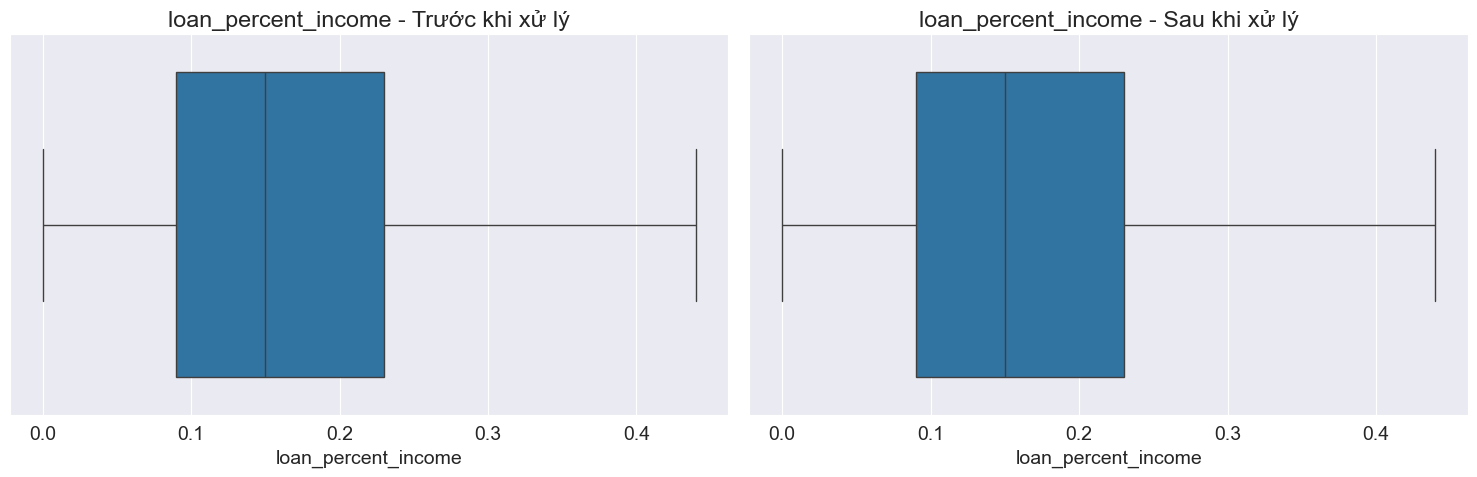 loan_percent_income - Trước khi xử lý
0.0 0.1 0.2 0.3 0.4
loan_percent_income
loan_percent_income - Sau khi xử lý
0.0 0.1 0.2 0.3 0.4
loan_percent_income